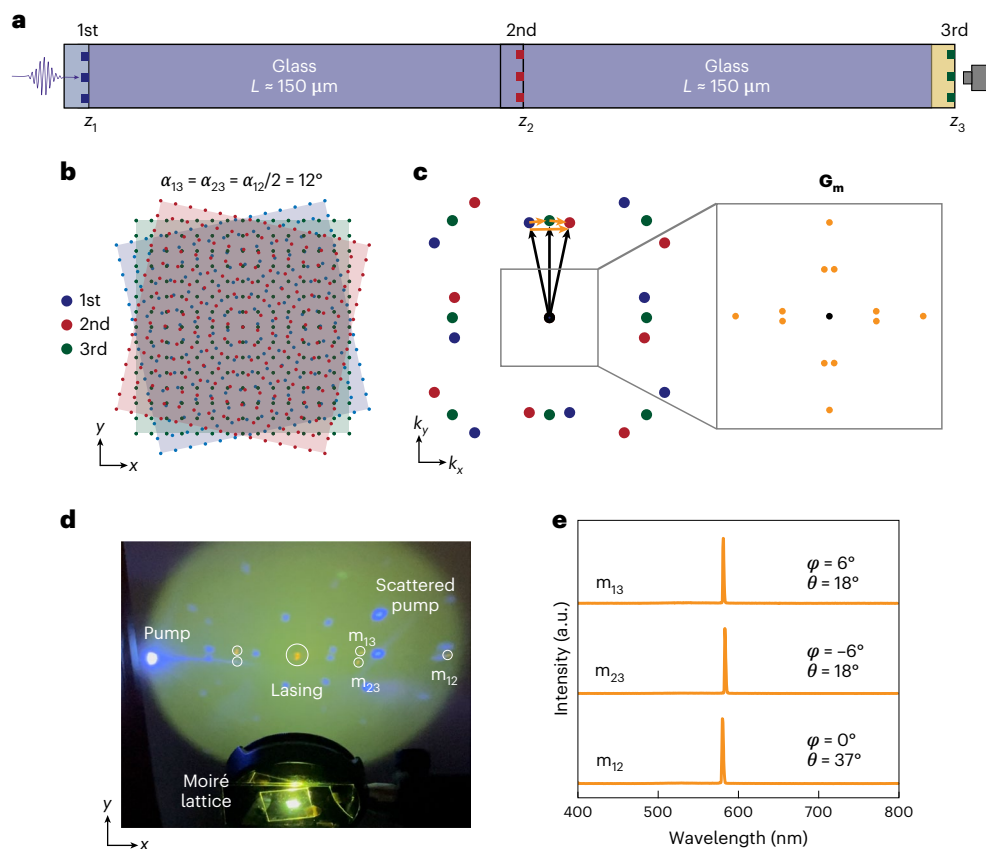 a
1st
2nd
3rd
Glass
L ≈ 150 μm
Glass
L ≈ 150 μm
z1
z2
z3
b
α13 = α23 = α12/2 = 12°
1st
2nd
3rd
y
x
c
Gm
ky
kx
d
Scattered
pump
Pump
m13
m23
m12
Lasing
Moiré
lattice
y
x
e
Intensity (a.u.)
m13
φ = 6°
θ = 18°
m23
φ = –6°
θ = 18°
m12
φ = 0°
θ = 37°
400
500
600
700
800
Wavelength (nm)